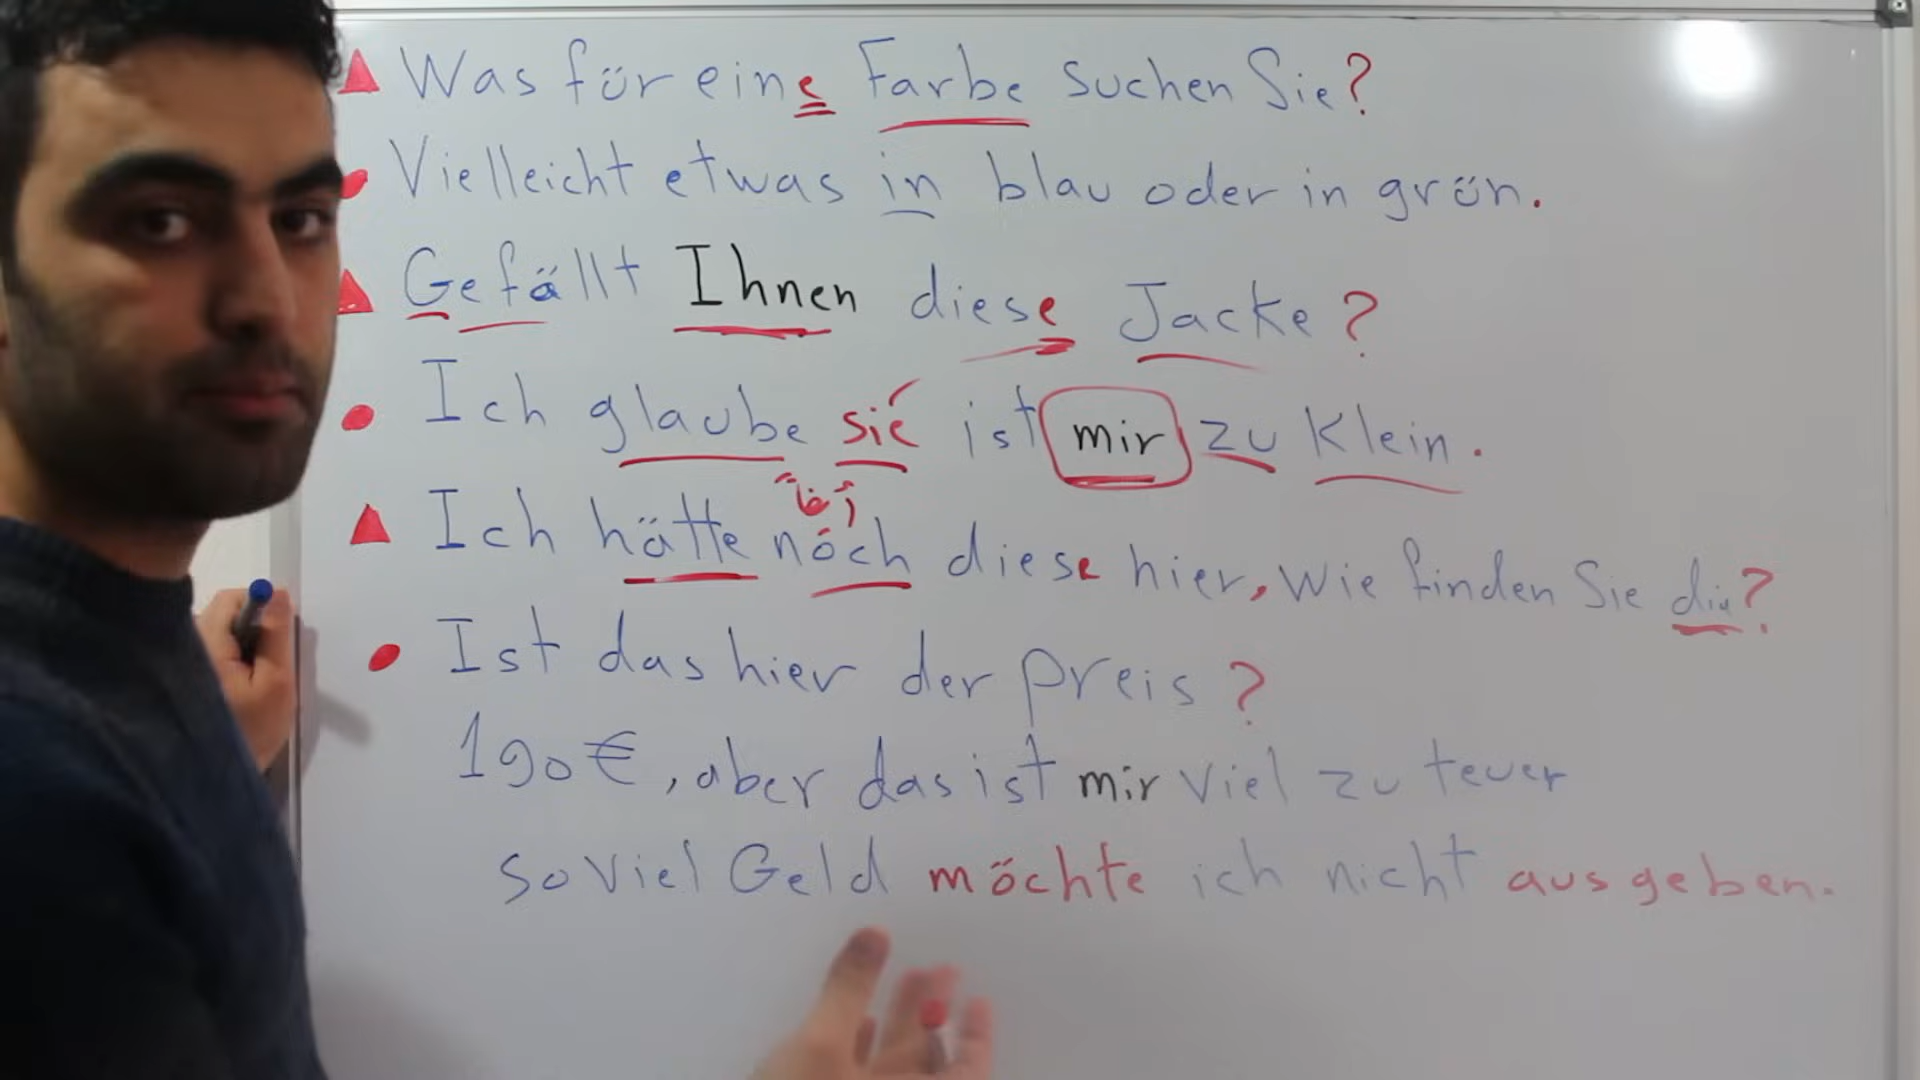 Was für eine Farbe suchen Sie?
Vielleicht etwas in blau oder in grün.
Gefällt Ihnen diese Jacke?
Ich glaube sie ist mir zu Klein.
Ich hätte noch diese hier, wie finden Sie die?
Ist das hier der preis?
190€, aber das ist mir viel zu teuer
so viel Geld möchte ich nicht ausgeben.